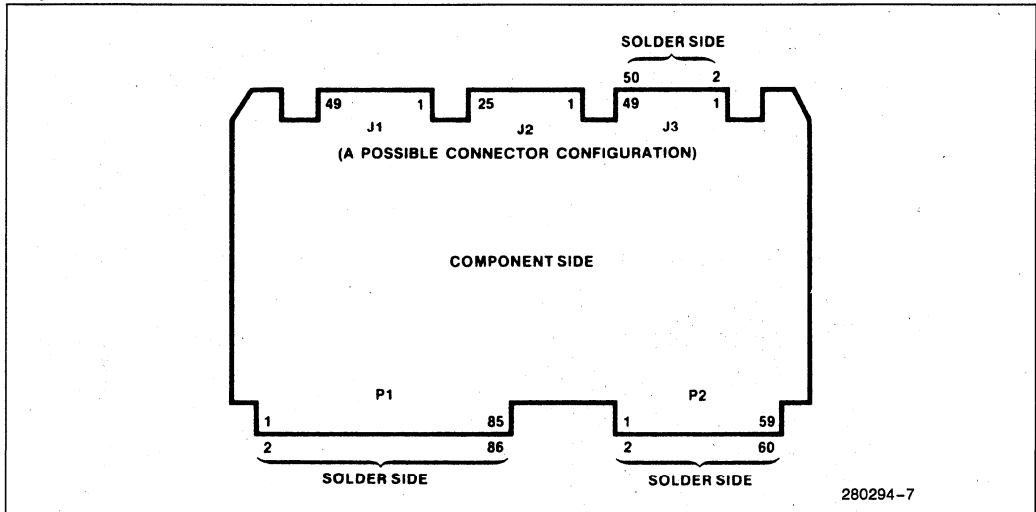 SOLDER SIDE
50 2
49 1 25 1 49 1
J1 J2 J3
(A POSSIBLE CONNECTOR CONFIGURATION)
COMPONENT SIDE
P1 P2
1 85 1 59
2 86 2 60
SOLDER SIDE SOLDER SIDE
280294-7